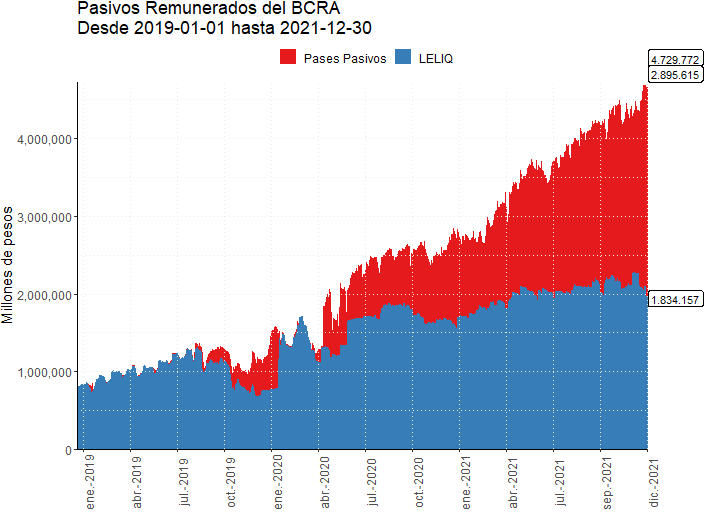 Pasivos Remunerados del BCRA
Desde 2019-01-01 hasta 2021-12-30
Pases Pasivos
LELIQ
4.729.772
2.895.615
4,000,000
3,000,000
2,000,000
1,000,000
0
Millones de pesos
1.834.157
ene.-2019
abr.-2019
jul.-2019
oct.-2019
ene.-2020
abr.-2020
jul.-2020
oct.-2020
ene.-2021
abr.-2021
jul.-2021
sep.-2021
dic.-2021